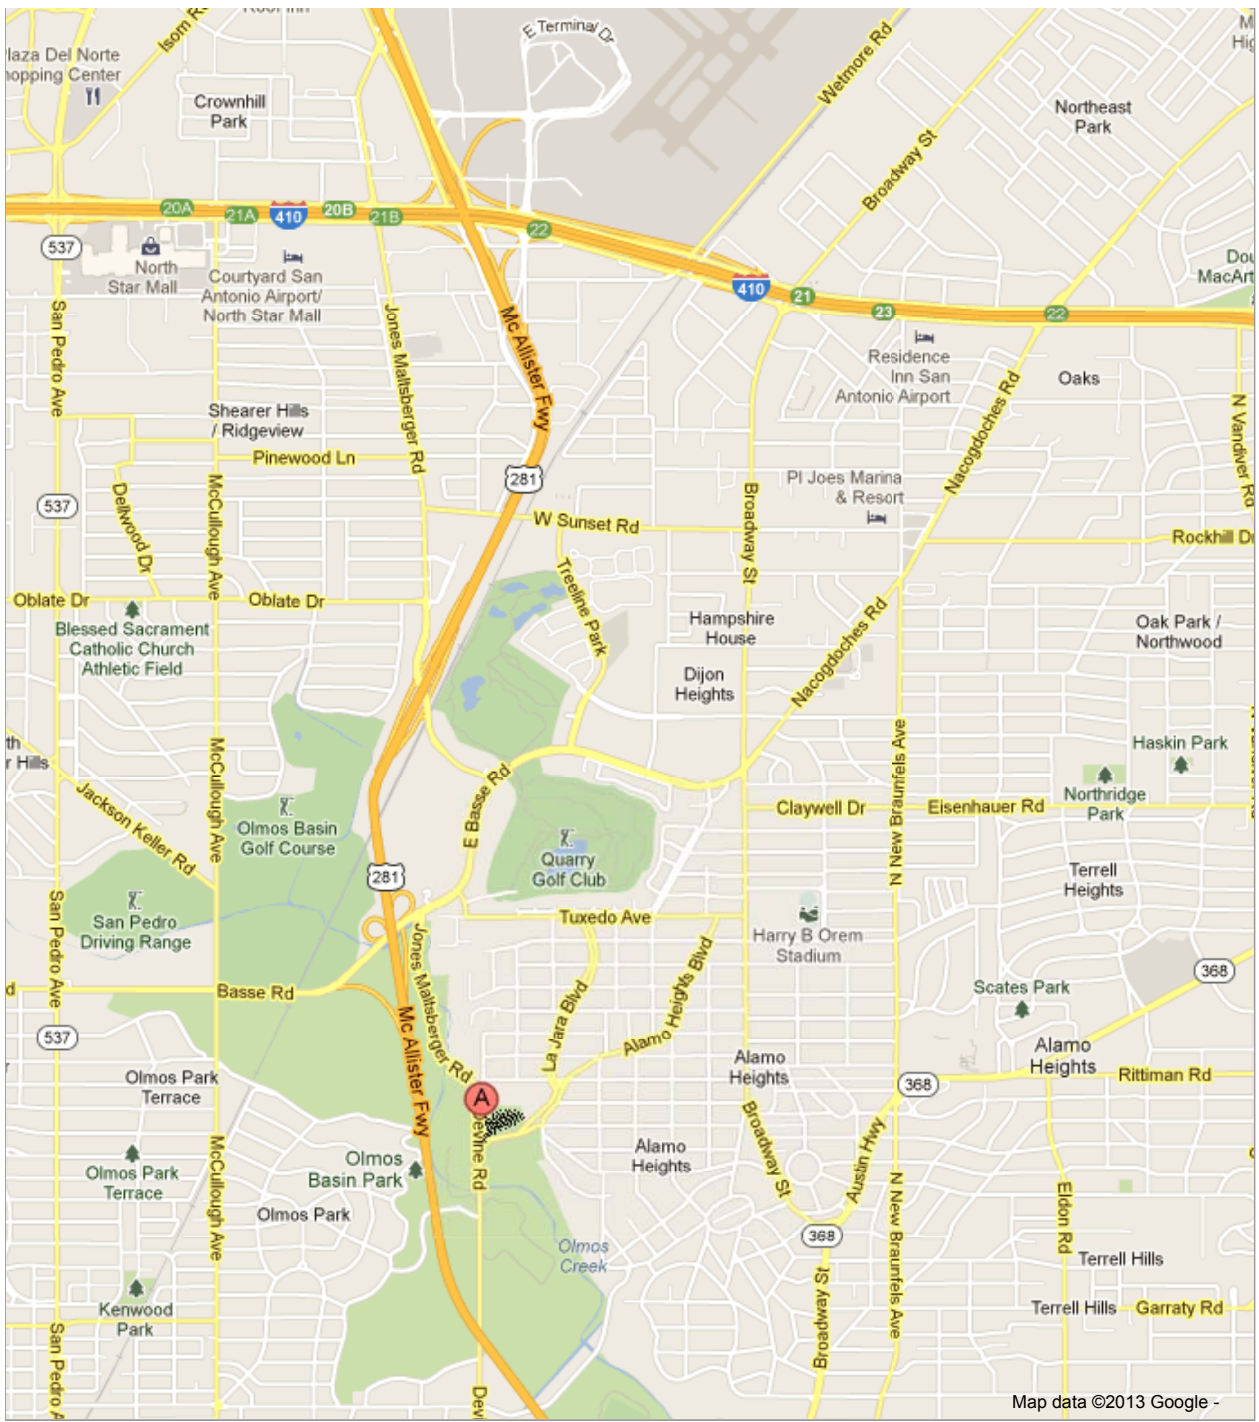 E Terminal Dr
Isom
Plaza Del Norte
Shopping Center
Crownhill
Park
Wetmore Rd
Broadway St
Northeast
Park
20A
21A
410
20B
21B
22
537
North
Star Mall
Courtyard San
Antonio Airport/
North Star Mall
410
21
23
22
San Pedro Ave
Jones Maltsberger Rd
Mc Allister Fwy
Residence
Inn San
Antonio Airport
Oaks
Nacogdoches Rd
N Vandiver Rd
Shearer Hills
/ Ridgeview
Pinewood Ln
281
537
Dellwood Dr
McCullough Ave
W Sunset Rd
PI Joes Marina
& Resort
Broadway St
Rockhill Dr
Treeline Park
Oblate Dr
Oblate Dr
Blessed Sacrament
Catholic Church
Athletic Field
Hampshire
House
Nacogdoches Rd
Oak Park /
Northwood
Dijon
Heights
Haskin Park
Northridge
Park
r Hills
Jackson Keller Rd
McCullough Ave
E Basse Rd
Claywell Dr
N New Braunfels Ave
Eisenhauer Rd
Olmos Basin
Golf Course
Quarry
Golf Club
281
Terrell
Heights
San Pedro Ave
San Pedro
Driving Range
Tuxedo Ave
Harry B Orem
Stadium
Jones Maltsberger Rd
Alamo Heights Blvd
368
Basse Rd
La Jara Blvd
Scates Park
537
Mc Allister Fwy
Olmos Park
Terrace
Alamo
Heights
Alamo
Heights
368
Rittiman Rd
A
Devine Rd
Olmos Park
Terrace
McCullough Ave
Olmos
Basin Park
Alamo
Heights
Broadway St
Austin Hwy
N New Braunfels Ave
Eldon Rd
Olmos Park
368
Olmos
Creek
Terrell Hills
Kenwood
Park
Broadway St
Terrell Hills
Garraty Rd
San Pedro A
Devi
Map data ©2013 Google -